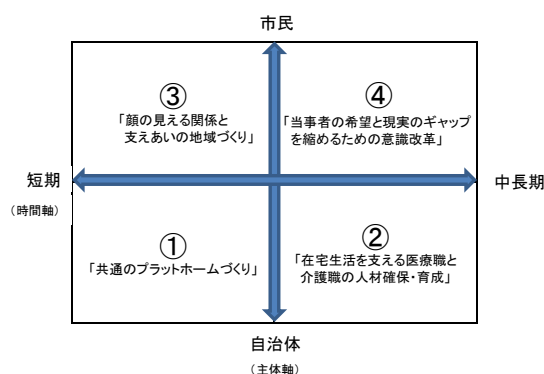 市民
③
「顔の見える関係と
支えあいの地域づくり」
④
「当事者の希望と現実のギャップ
を縮めるための意識改革」
短期
(時間軸)
中長期
①
「共通のプラットホームづくり」
②
「在宅生活を支える医療職と
介護職の人材確保・育成」
自治体
(主体軸)